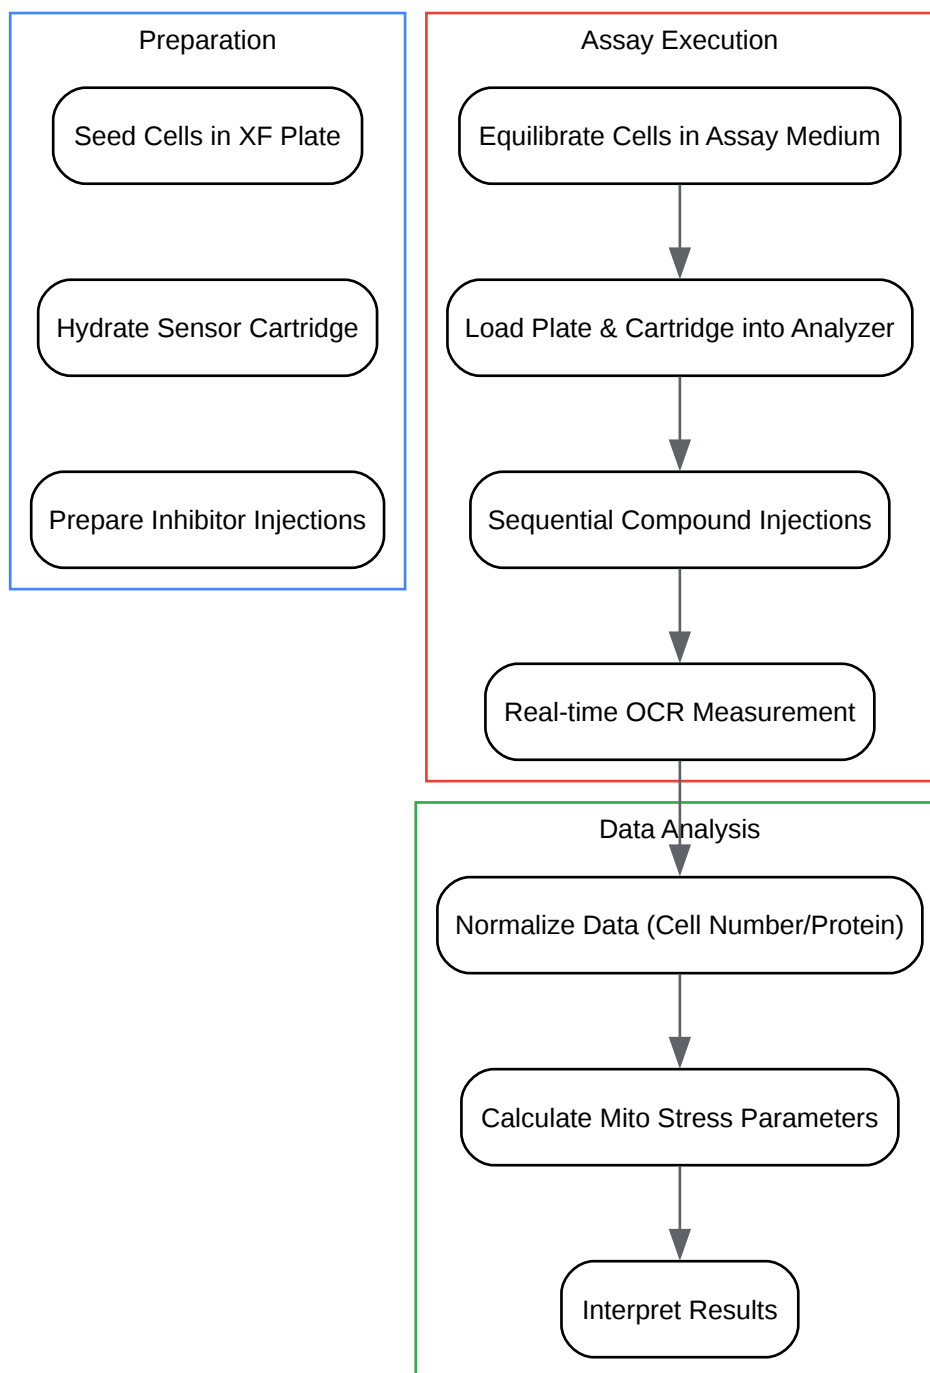 Preparation
Seed Cells in XF Plate
Hydrate Sensor Cartridge
Prepare Inhibitor Injections
Assay Execution
Equilibrate Cells in Assay Medium
Load Plate & Cartridge into Analyzer
Sequential Compound Injections
Real-time OCR Measurement
Data Analysis
Normalize Data (Cell Number/Protein)
Calculate Mito Stress Parameters
Interpret Results